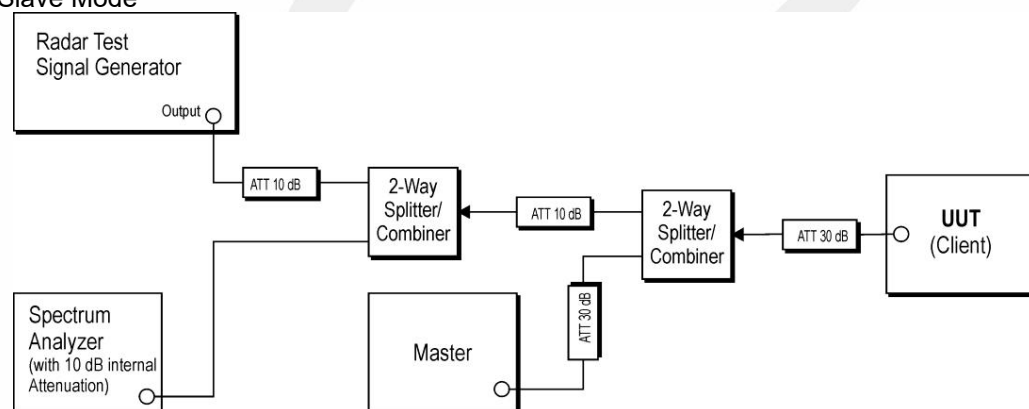 Slave Mode
Radar Test
Signal Generator
Output
ATT 10 dB
2-Way
Splitter/
Combiner
ATT 10 dB
2-Way
Splitter/
Combiner
ATT 30 dB
UUT
(Client)
ATT 30 dB
Spectrum
Analyzer
(with 10 dB internal
Attenuation)
Master